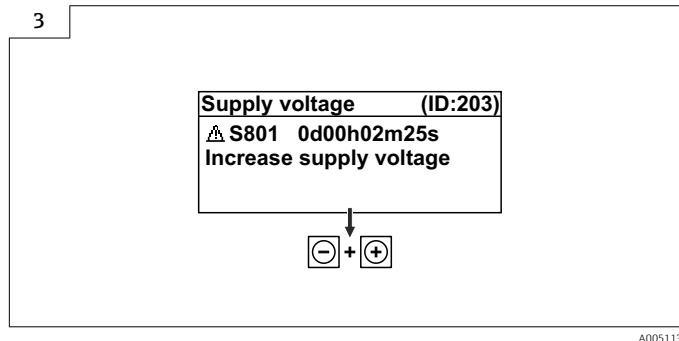 3
Supply voltage (ID:203)
⚠ S801 0d00h02m25s
Increase supply voltage
- + +